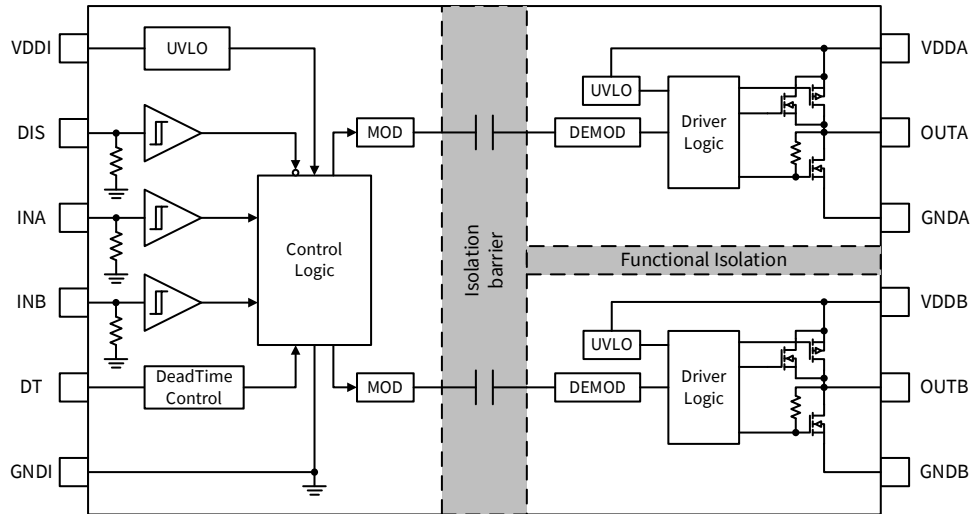 VDDI
UVLO
DIS
INA
INB
DT
DeadTime
Control
GNDI
Control
Logic
MOD
MOD
Isolation
barrier
Functional Isolation
UVLO
DEMOD
Driver
Logic
VDDA
OUTA
GNDA
UVLO
DEMOD
Driver
Logic
VDDB
OUTB
GNDB